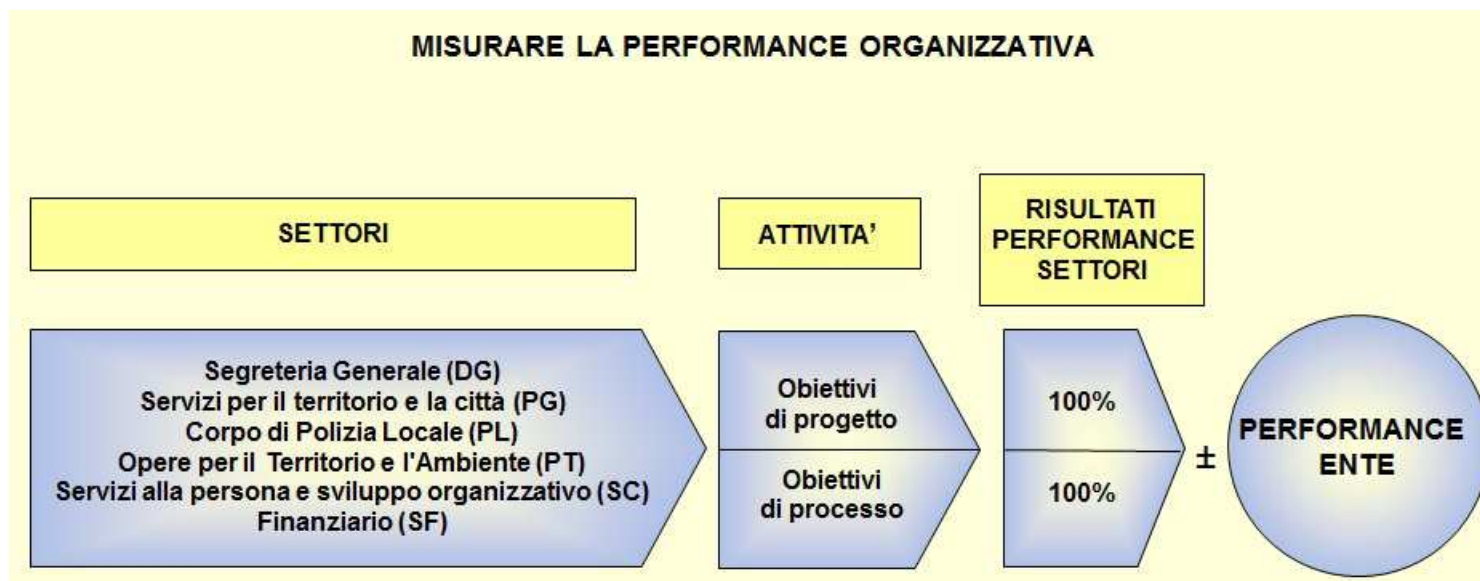 MISURARE LA PERFORMANCE ORGANIZZATIVA
SETTORI
ATTIVITA'
RISULTATI
PERFORMANCE
SETTORI
Segreteria Generale (DG)
Servizi per il territorio e la città (PG)
Corpo di Polizia Locale (PL)
Opere per il Territorio e l'Ambiente (PT)
Servizi alla persona e sviluppo organizzativo (SC)
Finanziario (SF)
Obiettivi
di progetto
Obiettivi
di processo
100%
100%
±
PERFORMANCE
ENTE